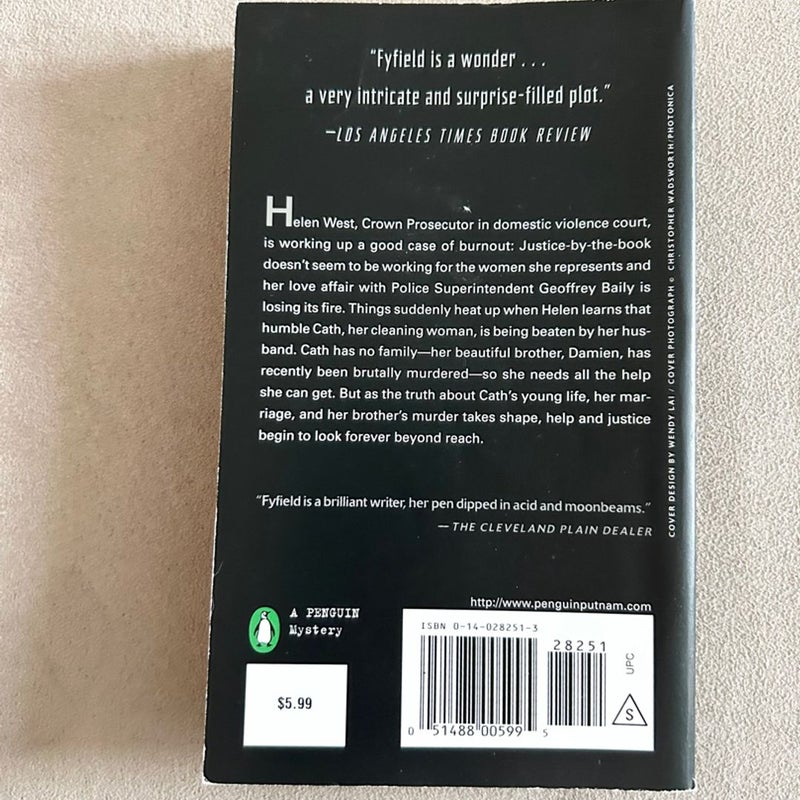 "Fyfield is a wonder . . .
a very intricate and surprise-filled plot."
—LOS ANGELES TIMES BOOK REVIEW
Helen West, Crown Prosecutor in domestic violence court,
is working up a good case of burnout: Justice-by-the-book
doesn't seem to be working for the women she represents and
her love affair with Police Superintendent Geoffrey Baily is
losing its fire. Things suddenly heat up when Helen learns that
humble Cath, her cleaning woman, is being beaten by her hus-
band. Cath has no family—her beautiful brother, Damien, has
recently been brutally murdered—so she needs all the help
she can get. But as the truth about Cath's young life, her mar-
riage, and her brother's murder takes shape, help and justice
begin to look forever beyond reach.
"Fyfield is a brilliant writer, her pen dipped in acid and moonbeams."
—THE CLEVELAND PLAIN DEALER
COVER DESIGN BY WENDY LAI / COVER PHOTOGRAPH © CHRISTOPHER WADSWORTH/PHOTONICA
http://www.penguinputnam.com
A PENGUIN
Mystery
$5.99
ISBN 0-14-028251-3
28251
UPC
S
0 51488 00599 5